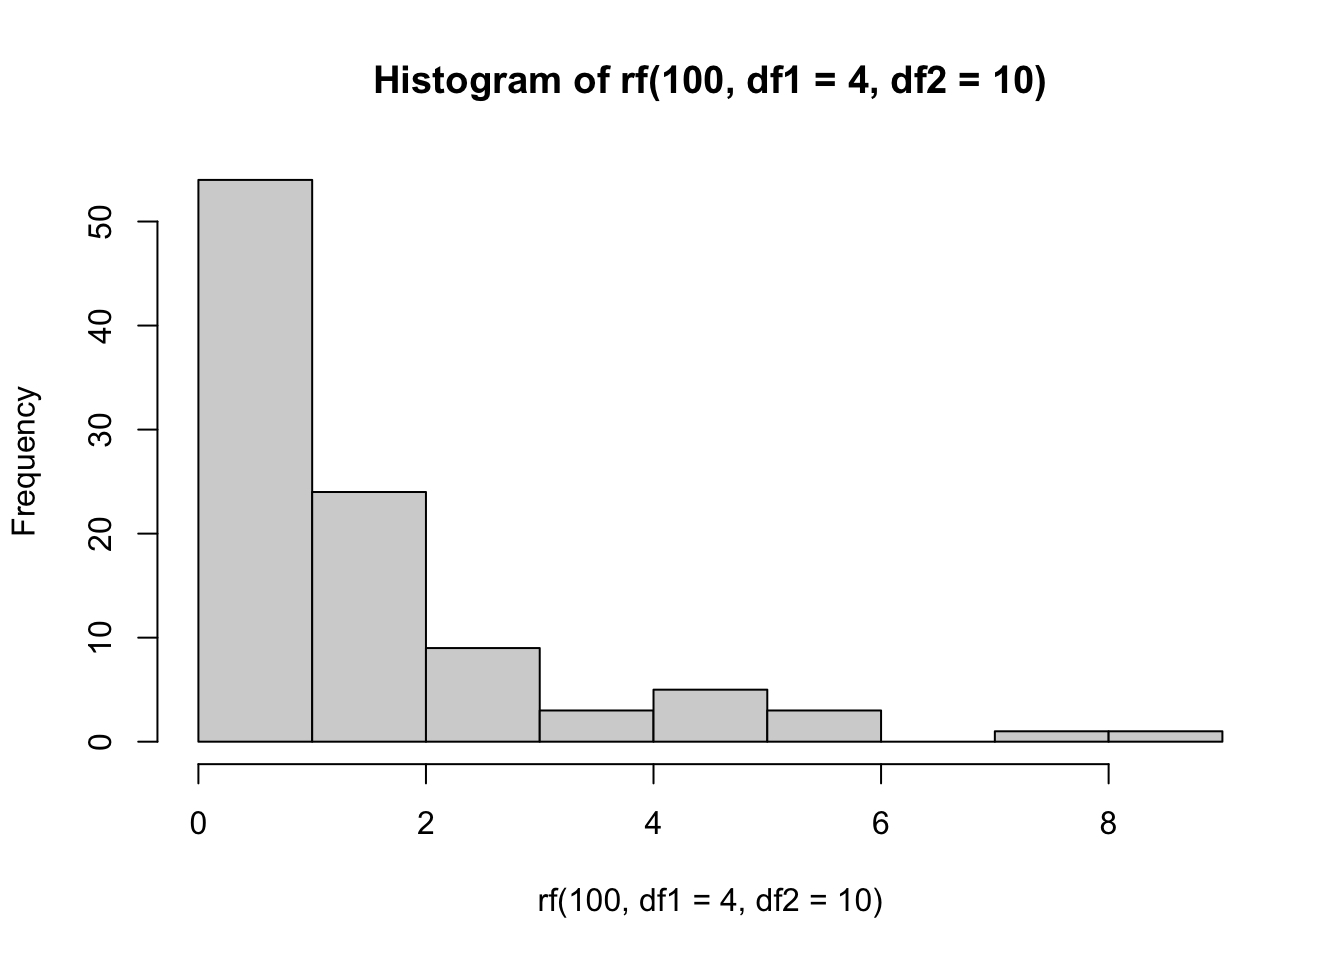 Histogram of rf(100, df1 = 4, df2 = 10)
Frequency
50
40
30
20
10
0
0 2 4 6 8
rf(100, df1 = 4, df2 = 10)